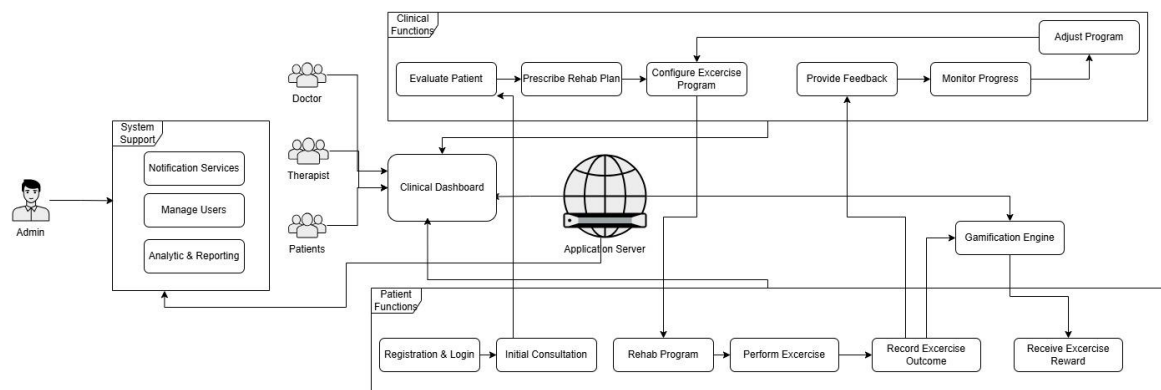 Clinical
Functions
Adjust Program
Evaluate Patient
Prescribe Rehab Plan
Configure Excercise
Program
Provide Feedback
Monitor Progress
Doctor
System
Support
Notification Services
Therapist
Clinical Dashboard
Manage Users
Admin
Patients
Application Server
Gamification Engine
Analytic & Reporting
Patient
Functions
Registration & Login
Initial Consultation
Rehab Program
Perform Excercise
Record Excercise
Outcome
Receive Excercise
Reward